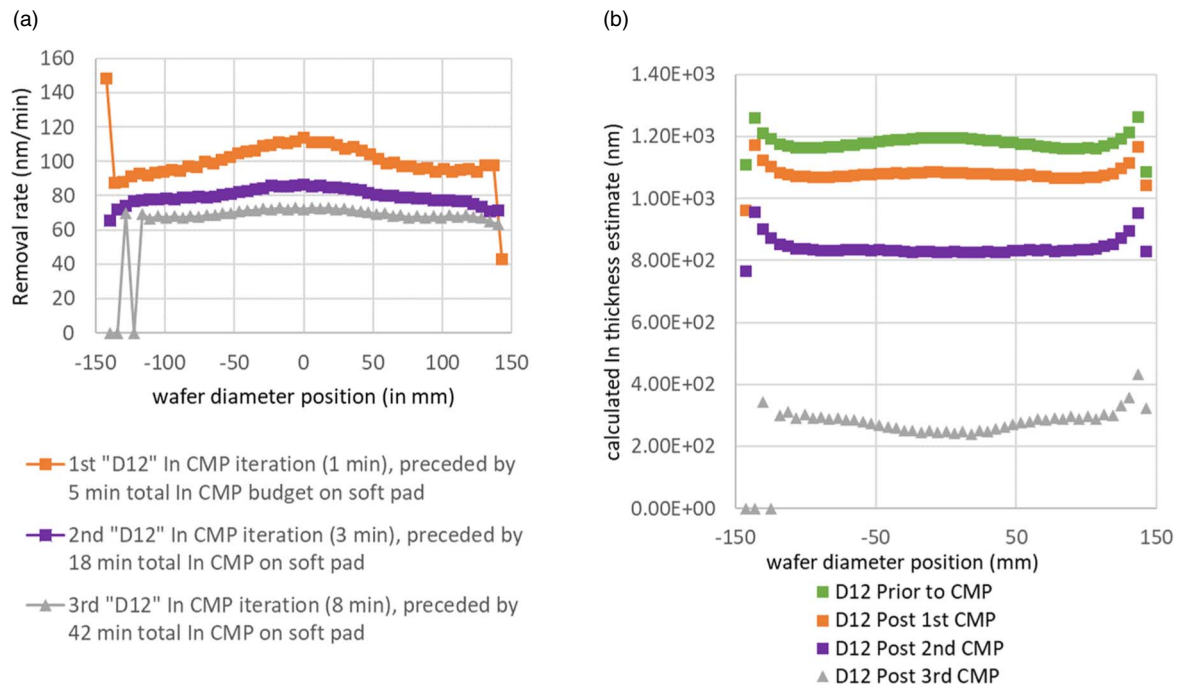 (a)
(b)
Removal rate (nm/min)
160
140
120
100
80
60
40
20
0
-150
-100
-50
0
50
100
150
wafer diameter position (in mm)
1st "D12" In CMP iteration (1 min), preceded by
5 min total In CMP budget on soft pad
2nd "D12" In CMP iteration (3 min), preceded by
18 min total In CMP on soft pad
3rd "D12" In CMP iteration (8 min), preceded by
42 min total In CMP on soft pad
calculated In thickness estimate (nm)
1.40E+03
1.20E+03
1.00E+03
8.00E+02
6.00E+02
4.00E+02
2.00E+02
0.00E+00
-150
-50
50
150
wafer diameter position (mm)
D12 Prior to CMP
D12 Post 1st CMP
D12 Post 2nd CMP
D12 Post 3rd CMP